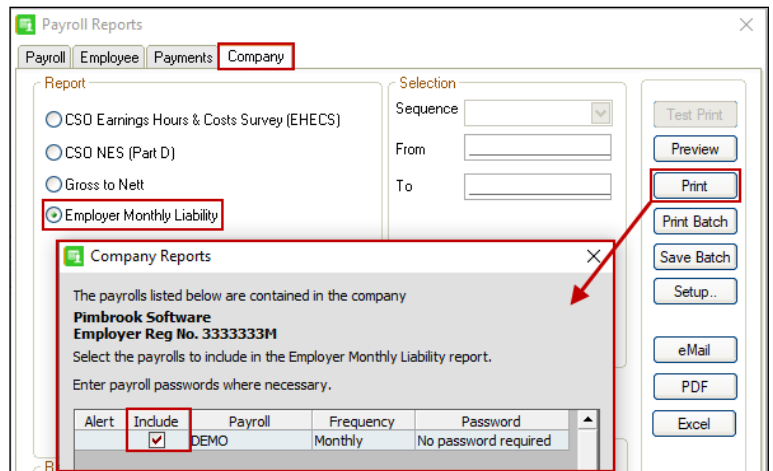 Payroll Reports
Payroll Employee Payments Company
Report
CSO Earnings Hours & Costs Survey (EHECS)
CSO NES (Part D)
Gross to Nett
Employer Monthly Liability
Selection
Sequence
From
To
Test Print
Preview
Print
Print Batch
Save Batch
Setup..
eMail
PDF
Excel
Company Reports
The payrolls listed below are contained in the company
Pimbrook Software
Employer Reg No. 3333333M
Select the payrolls to include in the Employer Monthly Liability report.
Enter payroll passwords where necessary.
Alert Include Payroll Frequency Password
DEMO Monthly No password required